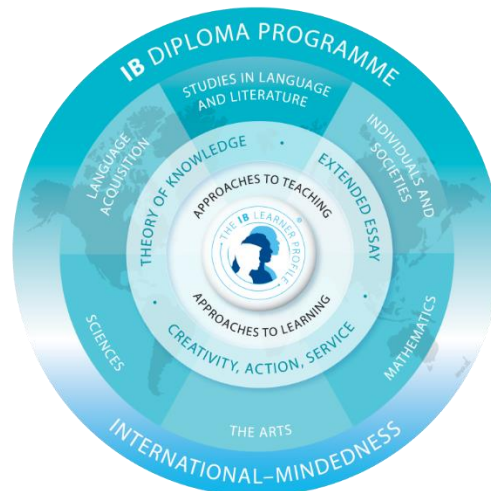 IB DIPLOMA PROGRAMME
STUDIES IN LANGUAGE
AND LITERATURE
LANGUAGE
ACQUISITION
INDIVIDUALS AND
SOCIETIES
THEORY OF KNOWLEDGE
EXTENDED ESSAY
APPROACHES TO TEACHING
THE IB LEARNER PROFILE
®
APPROACHES TO LEARNING
CREATIVITY, ACTION, SERVICE
SCIENCES
MATHEMATICS
THE ARTS
INTERNATIONAL–MINDEDNESS